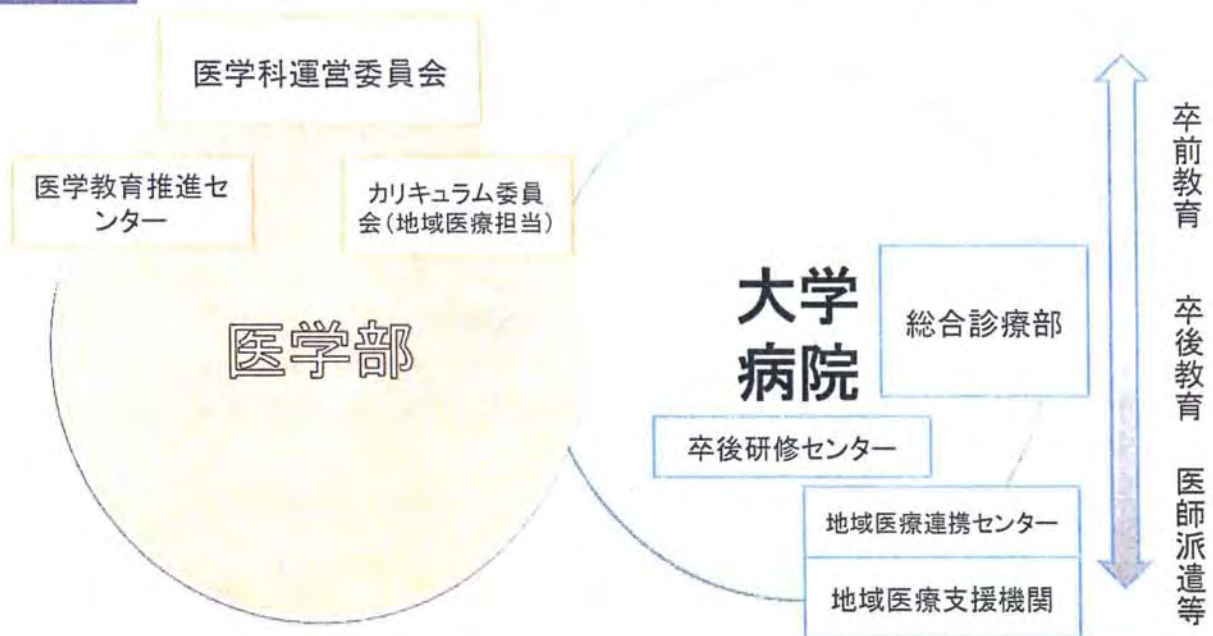 医学科運営委員会
医学教育推進セ
ンター
カリキュラム委員
会(地域医療担当)
医学部
大学
病院
総合診療部
卒後研修センター
地域医療連携センター
地域医療支援機関
卒前教育
卒後教育
医師派遣等